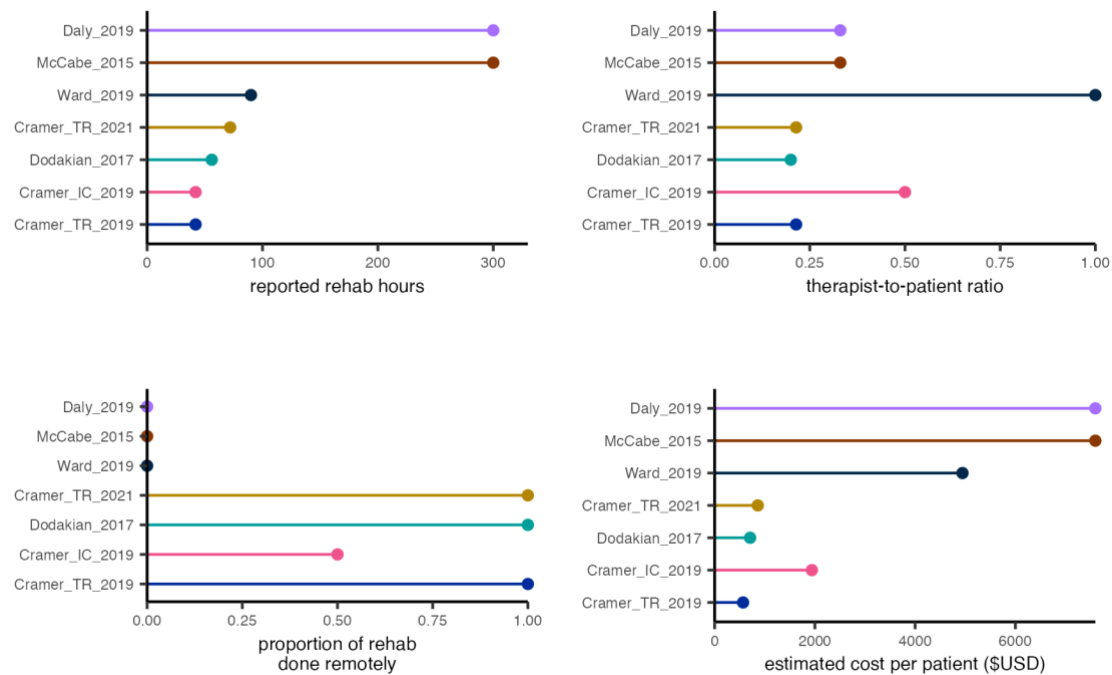 Daly_2019
McCabe_2015
Ward_2019
Cramer_TR_2021
Dodakian_2017
Cramer_IC_2019
Cramer_TR_2019
0 100 200 300
reported rehab hours
Daly_2019
McCabe_2015
Ward_2019
Cramer_TR_2021
Dodakian_2017
Cramer_IC_2019
Cramer_TR_2019
0.00 0.25 0.50 0.75 1.00
therapist-to-patient ratio
Daly_2019
McCabe_2015
Ward_2019
Cramer_TR_2021
Dodakian_2017
Cramer_IC_2019
Cramer_TR_2019
0.00 0.25 0.50 0.75 1.00
proportion of rehab
done remotely
Daly_2019
McCabe_2015
Ward_2019
Cramer_TR_2021
Dodakian_2017
Cramer_IC_2019
Cramer_TR_2019
0 2000 4000 6000
estimated cost per patient ($USD)